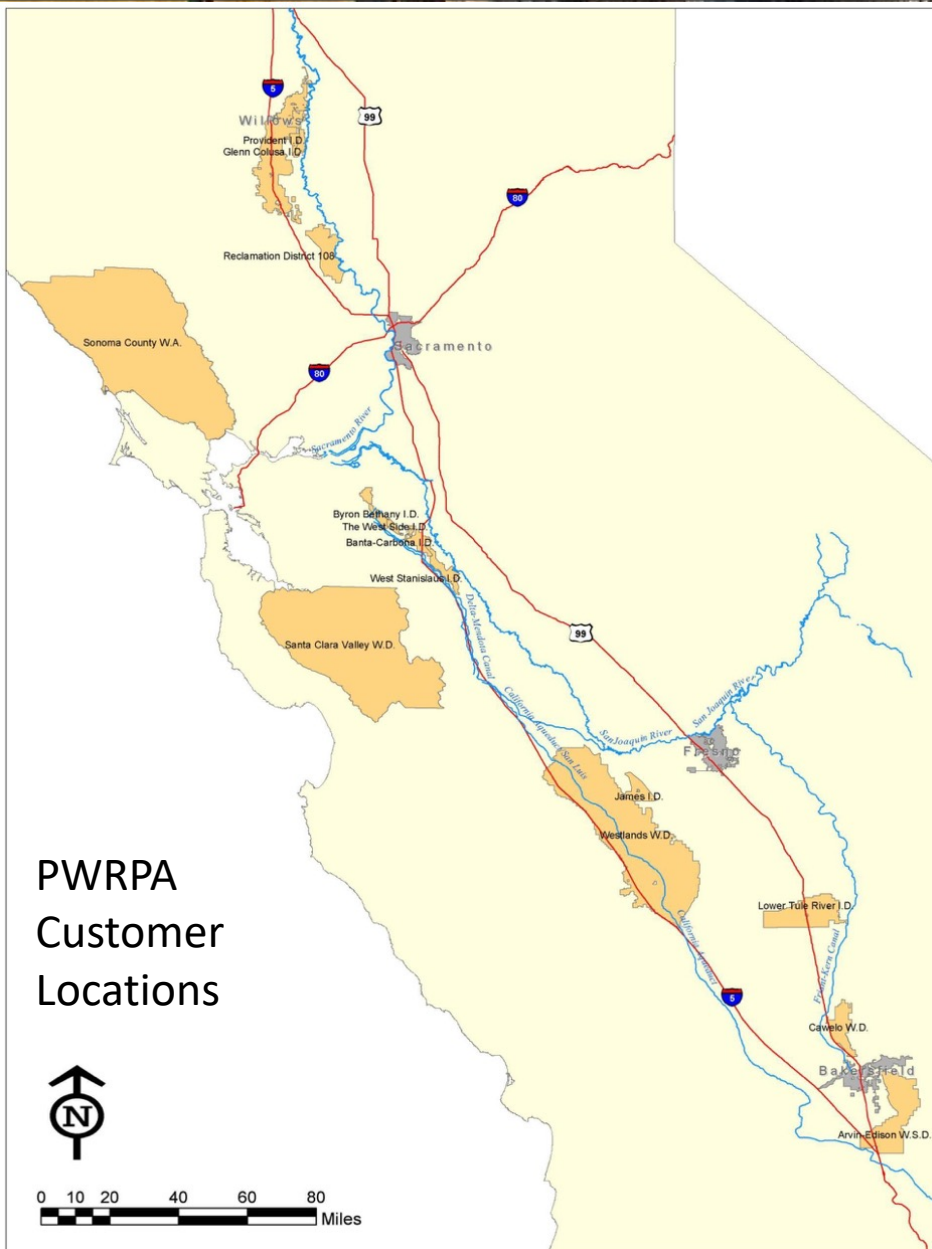 5
99
Willows
Provident I.D.
Glenn Colusa I.D.
80
Reclamation District 108
Sonoma County W.A.
Sacramento
80
Sacramento River
Byron Bethany I.D.
The West Side I.D.
Banta-Carbona I.D.
West Stanislaus I.D.
Delta-Mendota Canal
99
Santa Clara Valley W.D.
California Aqueduct San Luis
San Joaquin River
San Joaquin River
Fresno
James I.D.
Westlands W.D.
Lower Tule River I.D.
California Aqueduct
Friant-Kern Canal
5
Cawelo W.D.
Bakersfield
Arvin-Edison W.S.D.
PWRPA
Customer
Locations
N
0 10 20 40 60 80
Miles